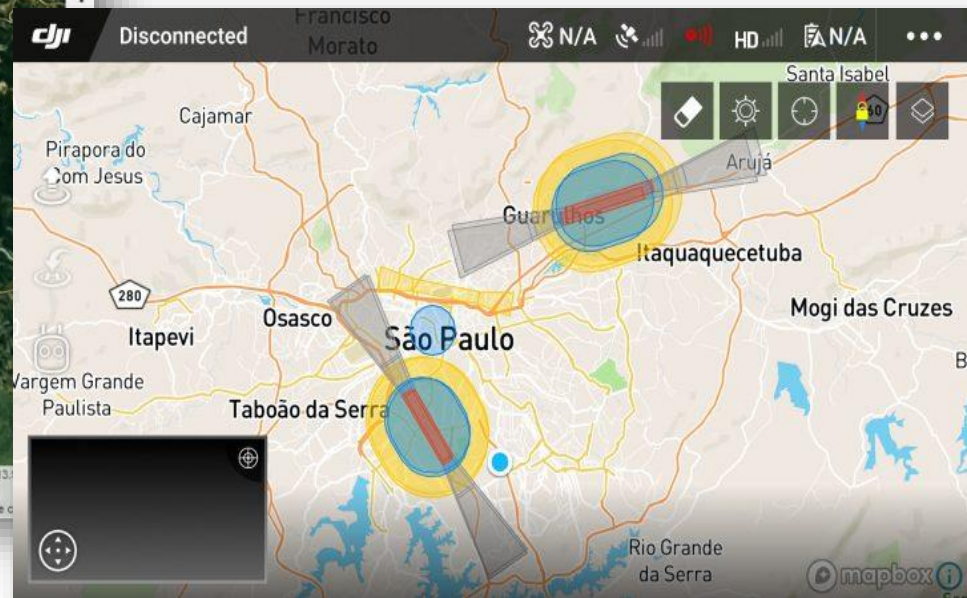 dji
Disconnected
N/A
HD
N/A
Francisco
Morato
Santa Isabel
60
Cajamar
Pirapora do
Bom Jesus
Arujá
Guarulhos
Itaquaquecetuba
280
Itapevi
Osasco
São Paulo
Mogi das Cruzes
B
Vargem Grande
Paulista
Taboão da Serra
Rio Grande
da Serra
mapbox